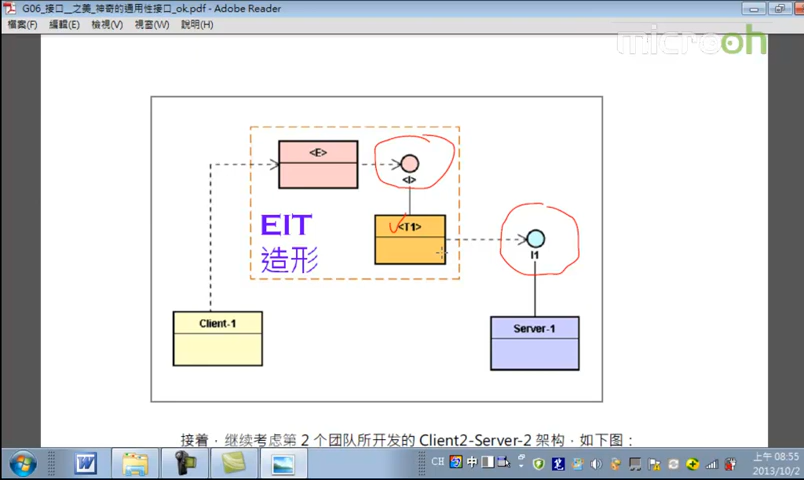 G06_接口__之美_神奇的通用性接口_ok.pdf - Adobe Reader
檔案(F) 編輯(E) 檢視(V) 視窗(W) 說明(H)
microoh
<E>
<I>
EIT
造形
<T1>
I1
Client-1
Server-1
接着，继续考虑第 2 个团队所开发的 Client2-Server-2 架构，如下图：
CH 中
上午 08:55
2013/10/2